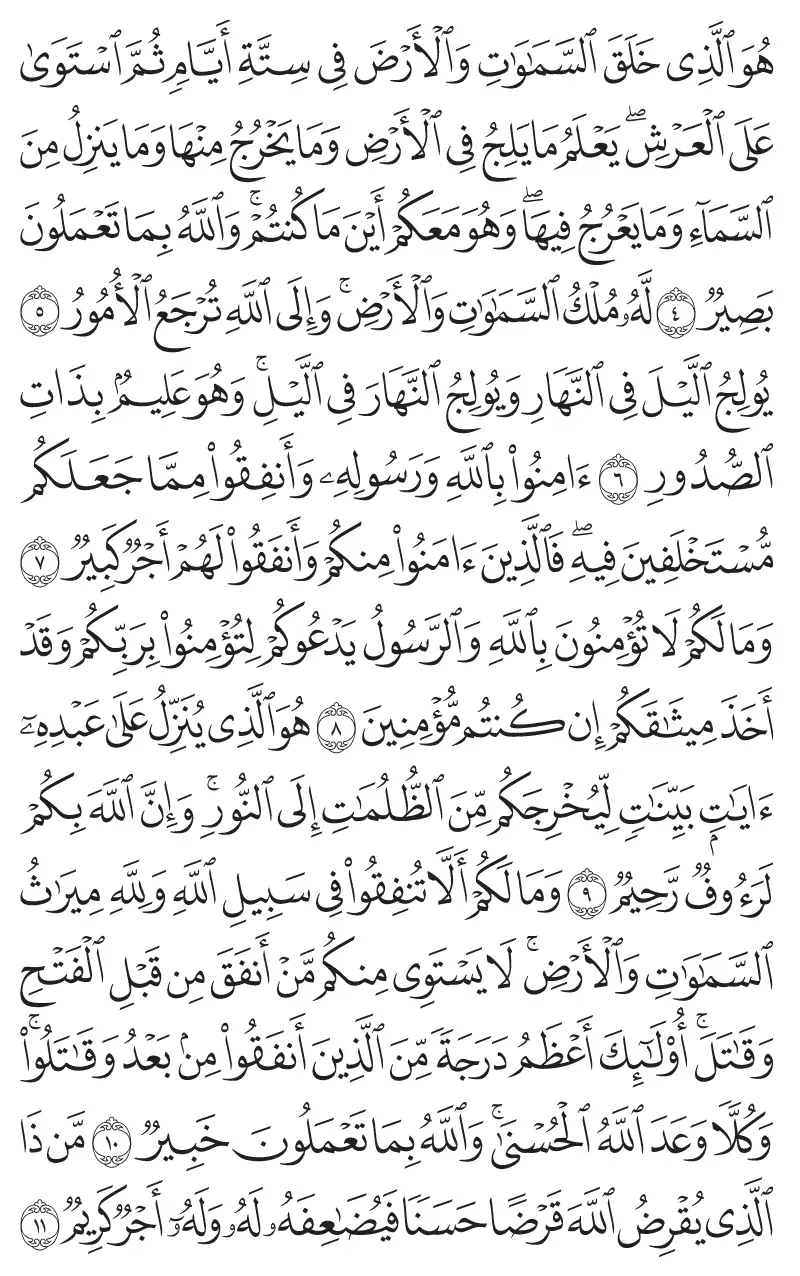 هُوَ ٱلَّذِى خَلَقَ ٱلسَّمَـٰوَٰتِ وَٱلْأَرْضَ فِى سِتَّةِ أَيَّامٍ ثُمَّ ٱسْتَوَىٰ
عَلَى ٱلْعَرْشِ ۖ يَعْلَمُ مَا يَلِجُ فِى ٱلْأَرْضِ وَمَا يَخْرُجُ مِنْهَا وَمَا يَنزِلُ مِنَ
ٱلسَّمَآءِ وَمَا يَعْرُجُ فِيهَا ۖ وَهُوَ مَعَكُمْ أَيْنَ مَا كُنتُمْ ۚ وَٱللَّهُ بِمَا تَعْمَلُونَ
بَصِيرٌ ٤ لَّهُۥ مُلْكُ ٱلسَّمَـٰوَٰتِ وَٱلْأَرْضِ ۚ وَإِلَى ٱللَّهِ تُرْجَعُ ٱلْأُمُورُ ٥
يُولِجُ ٱلَّيْلَ فِى ٱلنَّهَارِ وَيُولِجُ ٱلنَّهَارَ فِى ٱلَّيْلِ ۚ وَهُوَ عَلِيمٌۢ بِذَاتِ
ٱلصُّدُورِ ٦ ءَامِنُوا۟ بِٱللَّهِ وَرَسُولِهِۦ وَأَنفِقُوا۟ مِمَّا جَعَلَكُم
مُّسْتَخْلَفِينَ فِيهِ ۖ فَٱلَّذِينَ ءَامَنُوا۟ مِنكُمْ وَأَنفَقُوا۟ لَهُمْ أَجْرٌ كَبِيرٌ ٧
وَمَا لَكُمْ لَا تُؤْمِنُونَ بِٱللَّهِ وَٱلرَّسُولُ يَدْعُوكُمْ لِتُؤْمِنُوا۟ بِرَبِّكُمْ وَقَدْ
أَخَذَ مِيثَـٰقَكُمْ إِن كُنتُم مُّؤْمِنِينَ ٨ هُوَ ٱلَّذِى يُنَزِّلُ عَلَىٰ عَبْدِهِۦٓ
ءَايَـٰتٍۭ بَيِّنَـٰتٍ لِّيُخْرِجَكُم مِّنَ ٱلظُّلُمَـٰتِ إِلَى ٱلنُّورِ ۚ وَإِنَّ ٱللَّهَ بِكُمْ
لَرَءُوفٌ رَّحِيمٌ ٩ وَمَا لَكُمْ أَلَّا تُنفِقُوا۟ فِى سَبِيلِ ٱللَّهِ وَلِلَّهِ مِيرَٰثُ
ٱلسَّمَـٰوَٰتِ وَٱلْأَرْضِ ۚ لَا يَسْتَوِى مِنكُم مَّنْ أَنفَقَ مِن قَبْلِ ٱلْفَتْحِ
وَقَـٰتَلَ ۚ أُو۟لَـٰٓئِكَ أَعْظَمُ دَرَجَةً مِّنَ ٱلَّذِينَ أَنفَقُوا۟ مِنۢ بَعْدُ وَقَـٰتَلُوا۟ ۚ
وَكُلًّا وَعَدَ ٱللَّهُ ٱلْحُسْنَىٰ ۚ وَٱللَّهُ بِمَا تَعْمَلُونَ خَبِيرٌ ١٠ مَّن ذَا
ٱلَّذِى يُقْرِضُ ٱللَّهَ قَرْضًا حَسَنًا فَيُضَـٰعِفَهُۥ لَهُۥ وَلَهُۥٓ أَجْرٌ كَرِيمٌ ١١